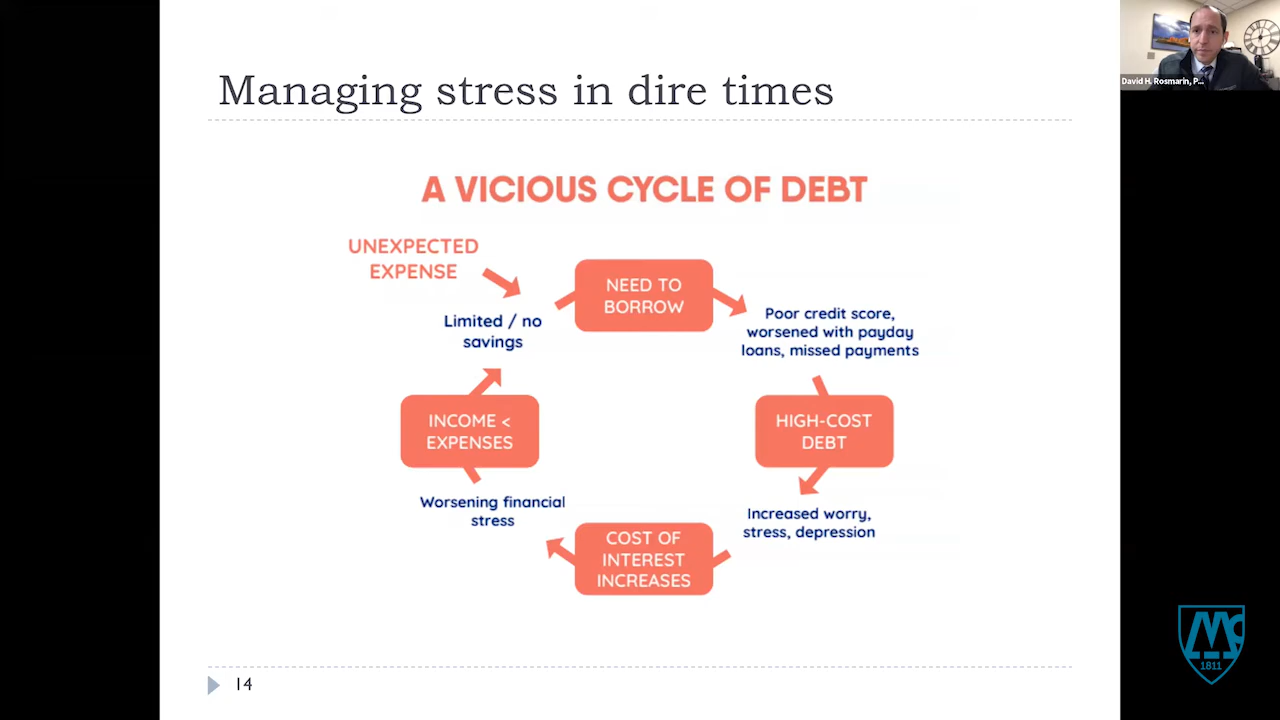 David H. Rosmarin, P...
Managing stress in dire times
A VICIOUS CYCLE OF DEBT
UNEXPECTED
EXPENSE
Limited / no
savings
NEED TO
BORROW
Poor credit score,
worsened with payday
loans, missed payments
HIGH-COST
DEBT
Increased worry,
stress, depression
COST OF
INTEREST
INCREASES
Worsening financial
stress
INCOME <
EXPENSES
14
Mc
1811